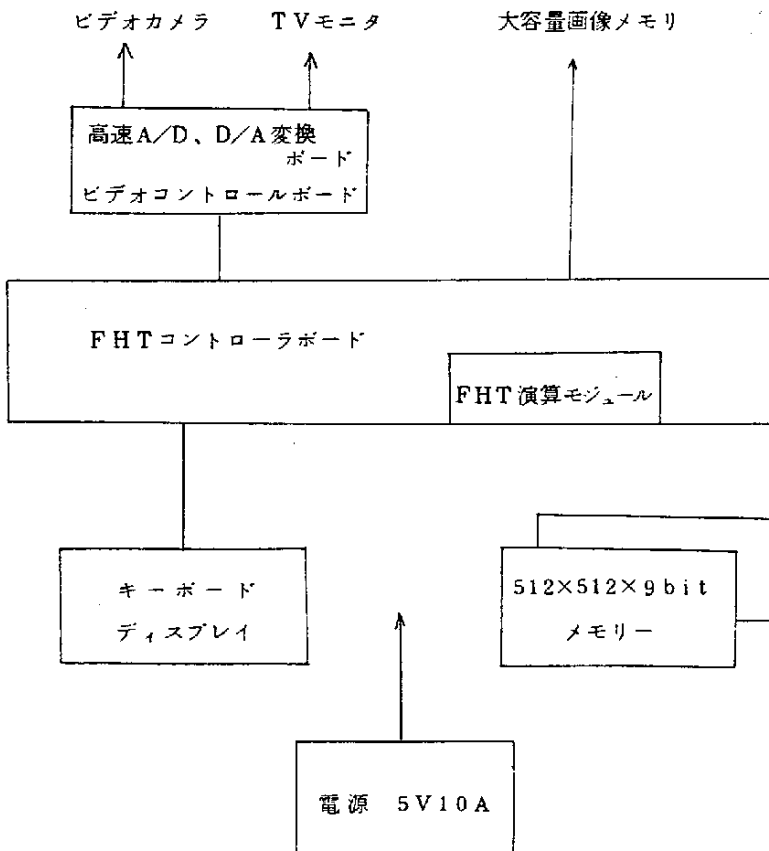 ビデオカメラ TVモニタ 大容量画像メモリ
高速A/D、D/A変換
ボード
ビデオコントロールボード
FHTコントローラボード
FHT演算モジュール
キーボード
ディスプレイ
512×512×9bit
メモリー
電源 5V10A